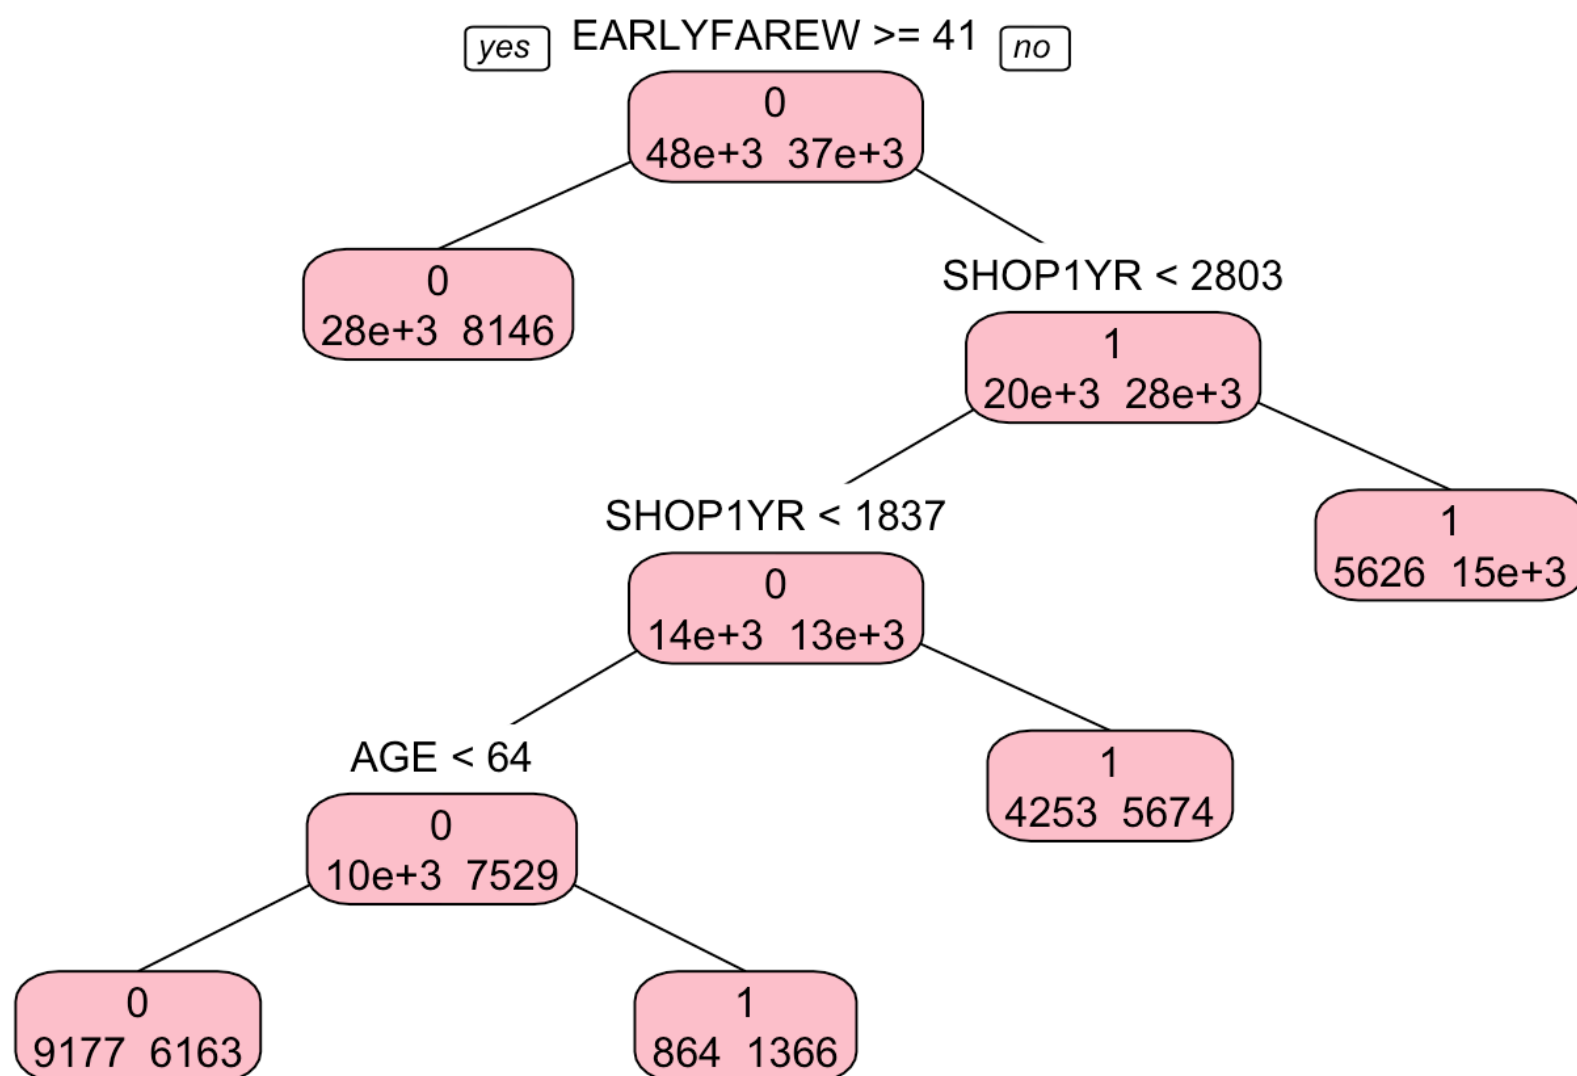 yes EARLYFAREW >= 41 no
0
48e+3 37e+3
0
28e+3 8146
SHOP1YR < 2803
1
20e+3 28e+3
SHOP1YR < 1837
0
14e+3 13e+3
1
5626 15e+3
AGE < 64
0
10e+3 7529
1
4253 5674
0
9177 6163
1
864 1366